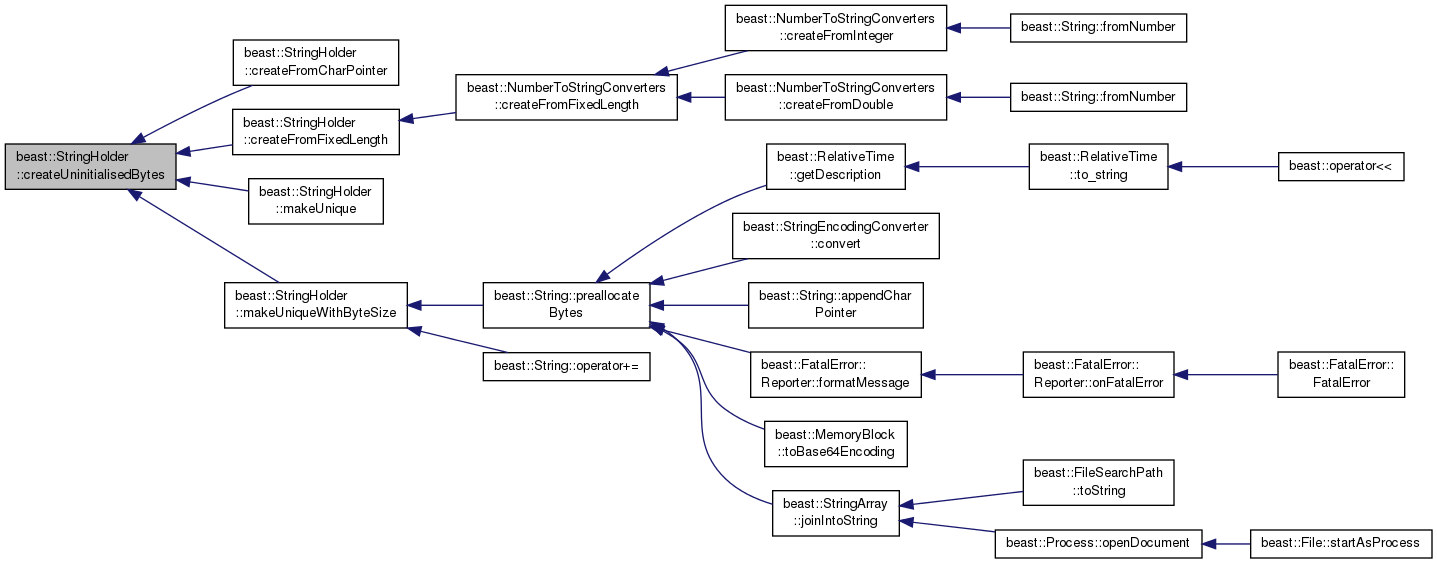 beast::StringHolder
::createUninitialisedBytes
beast::StringHolder
::createFromCharPointer
beast::StringHolder
::createFromFixedLength
beast::StringHolder
::makeUnique
beast::StringHolder
::makeUniqueWithByteSize
beast::NumberToStringConverters
::createFromFixedLength
beast::NumberToStringConverters
::createFromInteger
beast::String::fromNumber
beast::NumberToStringConverters
::createFromDouble
beast::String::fromNumber
beast::String::preallocate
Bytes
beast::String::operator+=
beast::RelativeTime
::getDescription
beast::RelativeTime
::to_string
beast::operator<<
beast::StringEncodingConverter
::convert
beast::String::appendChar
Pointer
beast::FatalError::
Reporter::formatMessage
beast::FatalError::
Reporter::onFatalError
beast::FatalError::
FatalError
beast::MemoryBlock
::toBase64Encoding
beast::StringArray
::joinIntoString
beast::FileSearchPath
::toString
beast::Process::openDocument
beast::File::startAsProcess